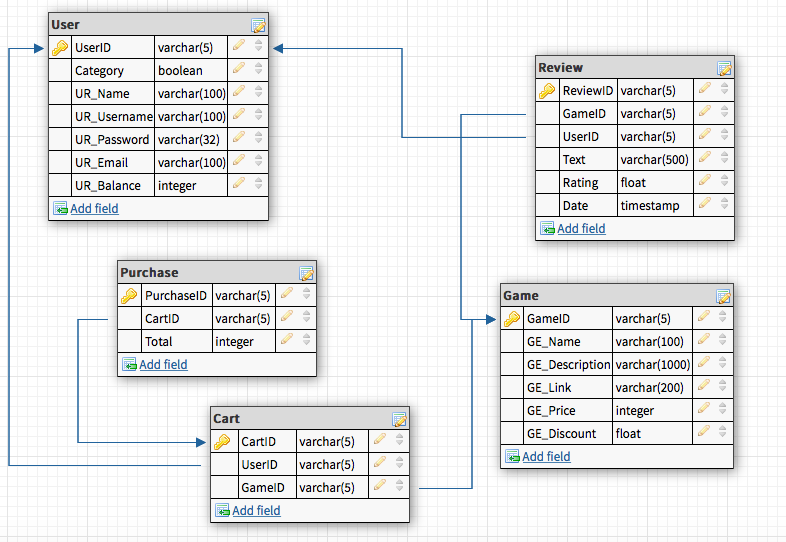 User
UserID varchar(5)
Category boolean
UR_Name varchar(100)
UR_Username varchar(100)
UR_Password varchar(32)
UR_Email varchar(100)
UR_Balance integer
Add field
Review
ReviewID varchar(5)
GameID varchar(5)
UserID varchar(5)
Text varchar(500)
Rating float
Date timestamp
Add field
Purchase
PurchaseID varchar(5)
CartID varchar(5)
Total integer
Add field
Game
GameID varchar(5)
GE_Name varchar(100)
GE_Description varchar(1000)
GE_Link varchar(200)
GE_Price integer
GE_Discount float
Add field
Cart
CartID varchar(5)
UserID varchar(5)
GameID varchar(5)
Add field